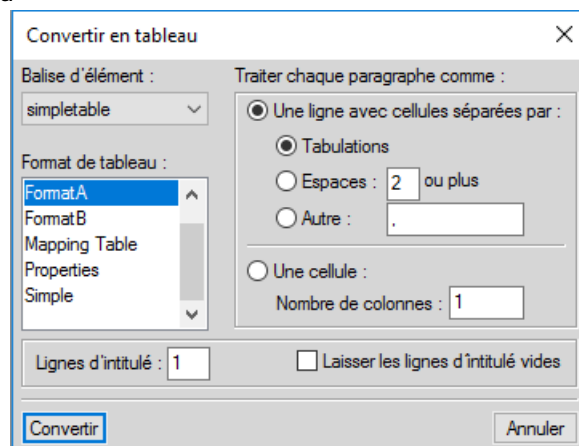 Convertir en tableau
Balise d'élément :
simpletable
Format de tableau :
FormatA
FormatB
Mapping Table
Properties
Simple
Traiter chaque paragraphe comme :
Une ligne avec cellules séparées par :
Tabulations
Espaces : 2 ou plus
Autre : ,
Une cellule :
Nombre de colonnes : 1
Lignes d'intitulé : 1
Laisser les lignes d'intitulé vides
Convertir
Annuler